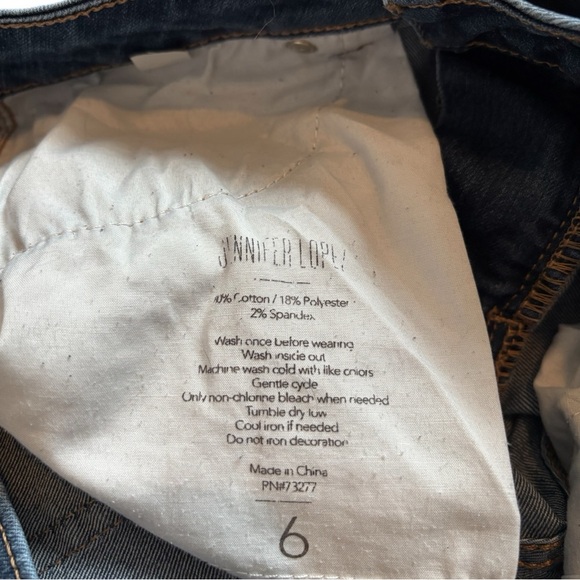 JENNIFER LOPEZ
Cotton / 18% Polyester
2% Spandex
Wash once before wearing
Wash inside out
Machine wash cold with like colors
Gentle cycle
Only non-chlorine bleach when needed
Tumble dry low
Cool iron if needed
Do not iron decoration
Made in China
PN#73277
6